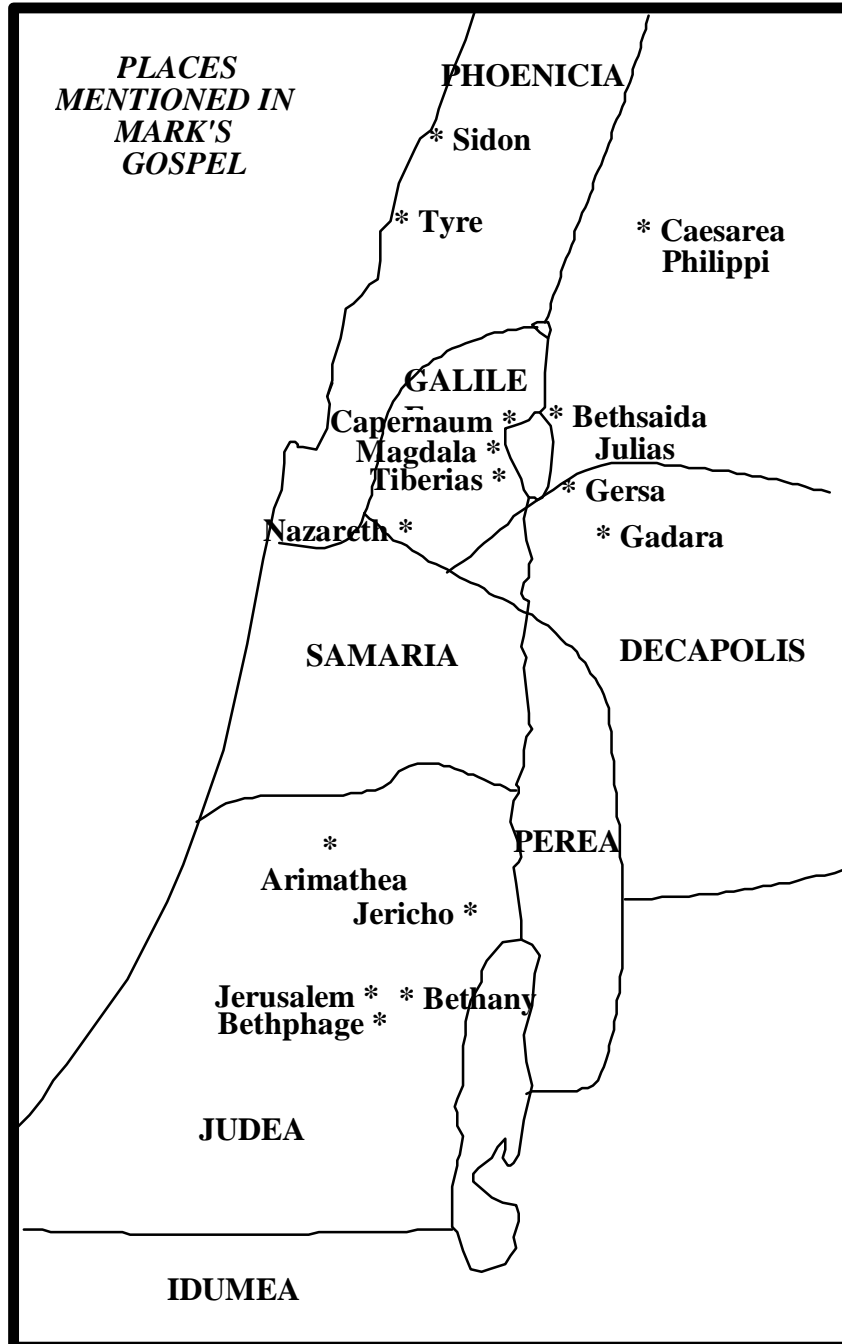 PLACES
MENTIONED IN
MARK'S
GOSPEL
PHOENICIA
* Sidon
* Tyre
* Caesarea
Philippi
GALILE
E
Capernaum *
* Bethsaida
Julias
Magdala *
Tiberias *
* Gersa
Nazareth *
* Gadara
SAMARIA
DECAPOLIS
PEREA
*
Arimathea
Jericho *
Jerusalem *
* Bethany
Bethphage *
JUDEA
IDUMEA